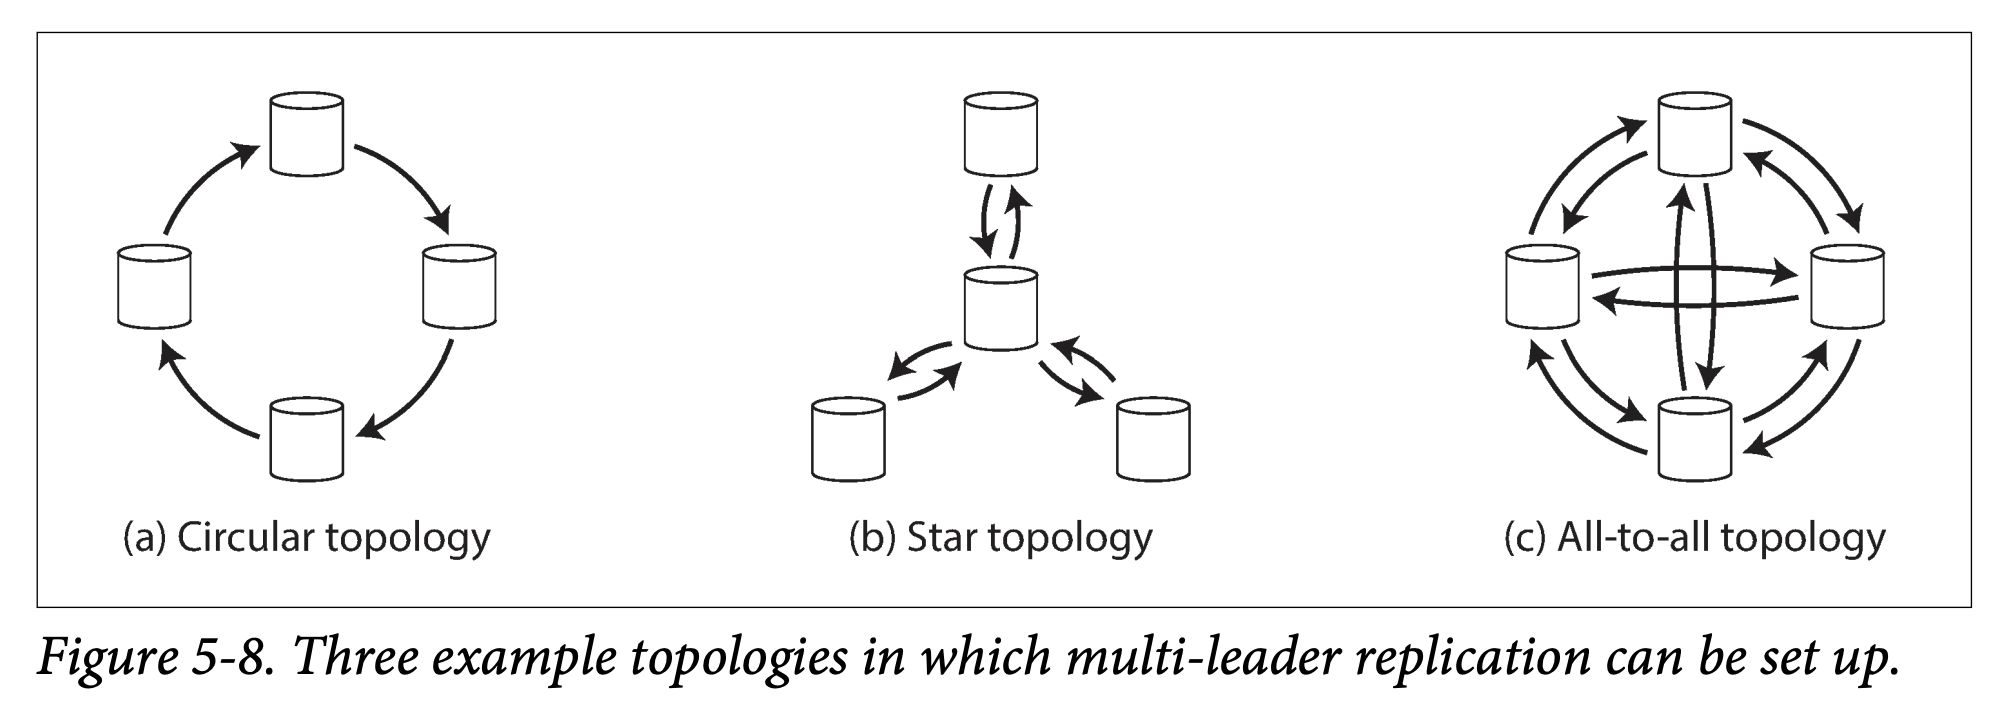 (a) Circular topology
(b) Star topology
(c) All-to-all topology
Figure 5-8. Three example topologies in which multi-leader replication can be set up.